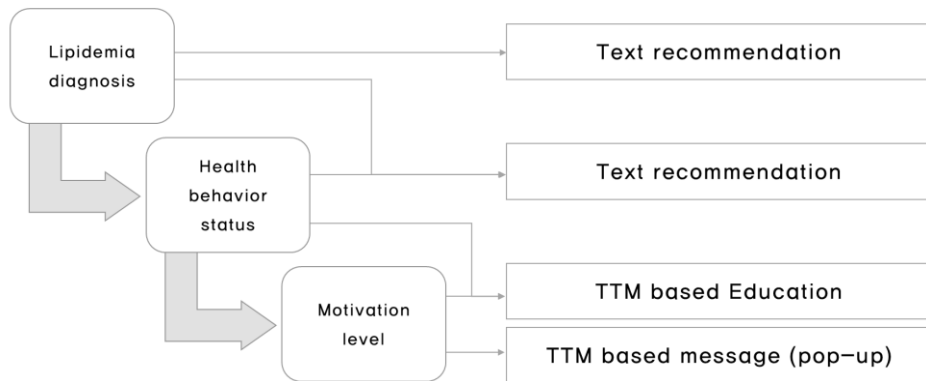 Lipidemia
diagnosis
Text recommendation
Health
behavior
status
Text recommendation
Motivation
level
TTM based Education
TTM based message (pop-up)